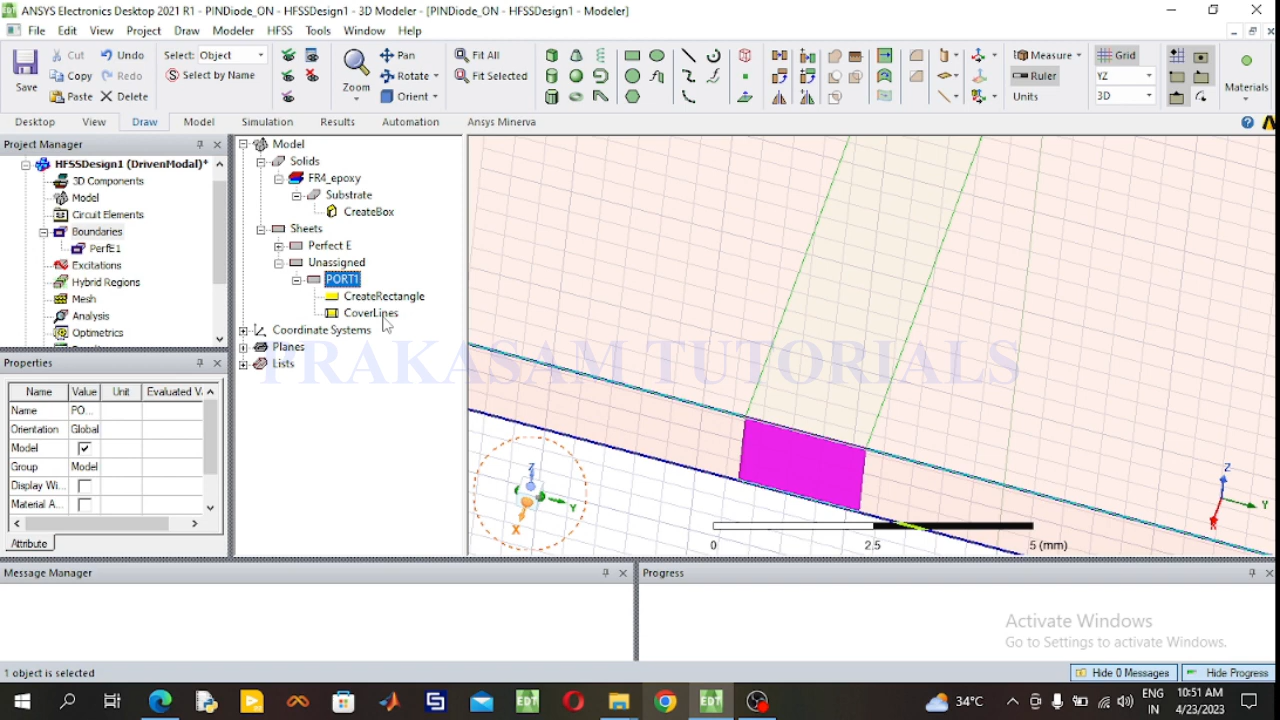 ANSYS Electronics Desktop 2021 R1 - PINDiode_ON - HFSSDesign1 - 3D Modeler - [PINDiode_ON - HFSSDesign1 - Modeler]
File Edit View Project Draw Modeler HFSS Tools Window Help
Save
Cut Undo
Copy Redo
Paste Delete
Select: Object
Select by Name
Zoom
Pan
Rotate
Orient
Fit All
Fit Selected
Measure
Ruler
Units
Grid
YZ
3D
Materials
Desktop View Draw Model Simulation Results Automation Ansys Minerva
Project Manager
HFSSDesign1 (DrivenModal)*
3D Components
Model
Circuit Elements
Boundaries
PerfE1
Excitations
Hybrid Regions
Mesh
Analysis
Optimetrics
Properties
Name Value Unit Evaluated V.
Name PO...
Orientation Global
Model
Group Model
Display Wi...
Material A...
Attribute
Model
Solids
FR4_epoxy
Substrate
CreateBox
Sheets
Perfect E
Unassigned
PORT1
CreateRectangle
CoverLines
Coordinate Systems
Planes
Lists
PRAKASAM TUTORIALS
Z
Y
X
Z
Y
0 2.5 5 (mm)
Message Manager
Progress
Activate Windows
Go to Settings to activate Windows.
1 object is selected
Hide 0 Messages
Hide Progress
34°C
ENG
IN
10:51 AM
4/23/2023